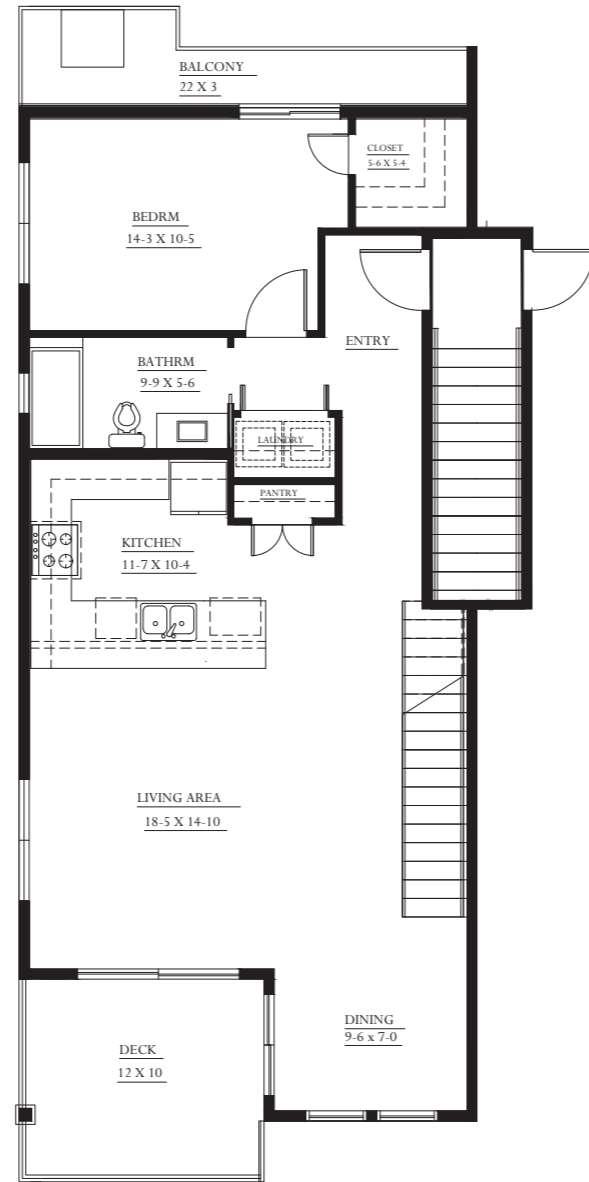 BALCONY
22 X 3
CLOSET
5-6 X 5-4
BEDRM
14-3 X 10-5
ENTRY
BATHRM
9-9 X 5-6
LAUNDRY
PANTRY
KITCHEN
11-7 X 10-4
LIVING AREA
18-5 X 14-10
DINING
9-6 x 7-0
DECK
12 X 10